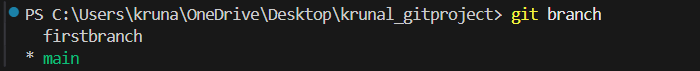 PS C:\Users\kruna\OneDrive\Desktop\krunal_gitproject> git branch
  firstbranch
* main